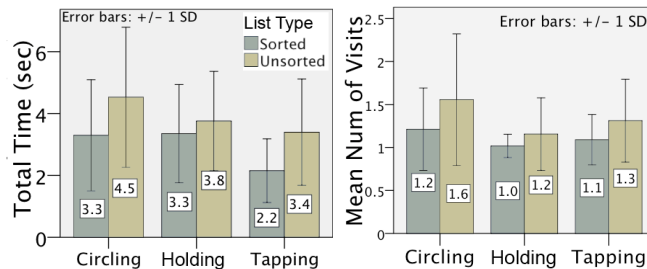 Error bars: +/- 1 SD
List Type
Sorted
Unsorted
Total Time (sec)
6
4
2
0
3.3
4.5
3.3
3.8
2.2
3.4
Circling
Holding
Tapping
Error bars: +/- 1 SD
Mean Num of Visits
2.5
2
1.5
1
0.5
0
1.2
1.6
1.0
1.2
1.1
1.3
Circling
Holding
Tapping